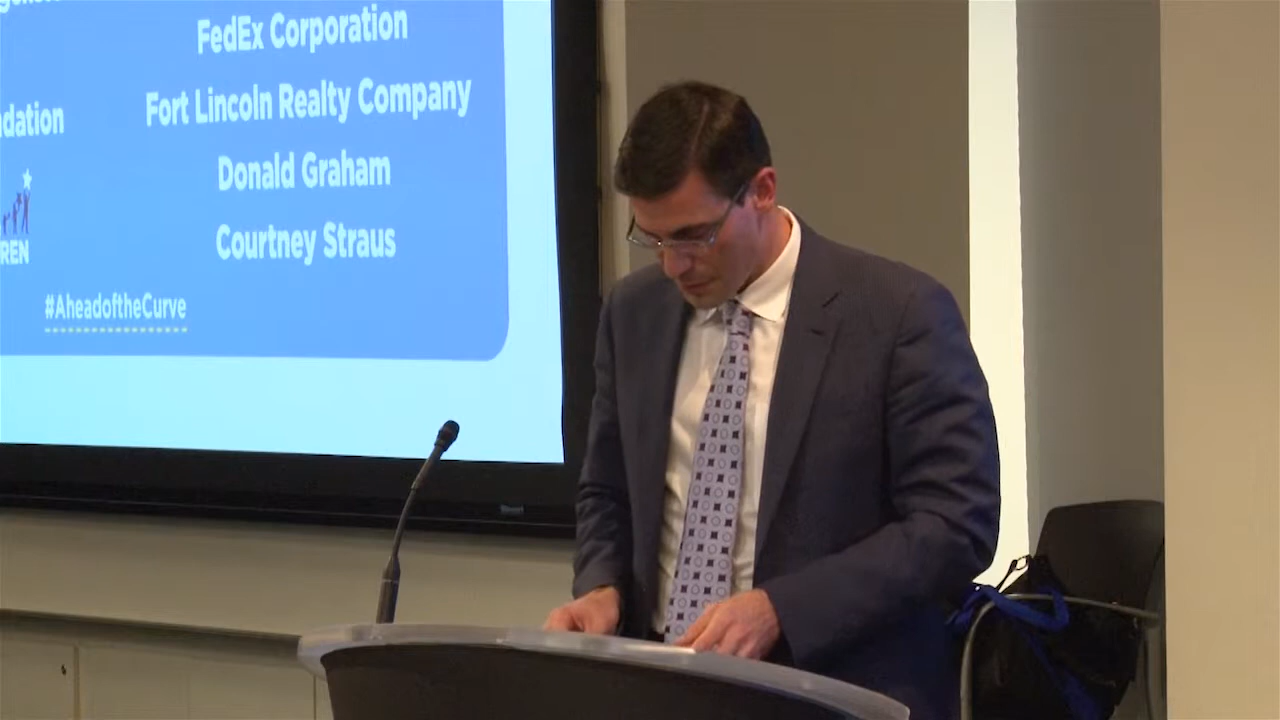 FedEx Corporation
Fort Lincoln Realty Company
Donald Graham
Courtney Straus
#AheadoftheCurve